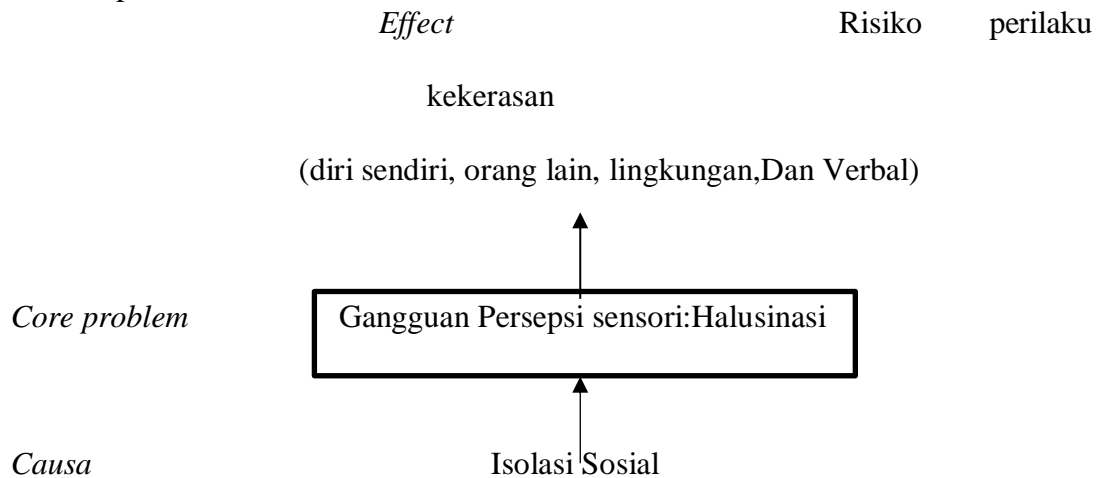 Effect Risiko perilaku
kekerasan
(diri sendiri, orang lain, lingkungan,Dan Verbal)
Core problem Gangguan Persepsi sensori:Halusinasi
Causa Isolasi Sosial